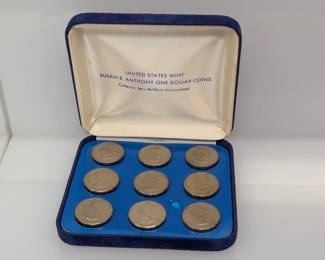 UNITED STATES MINT
SUSAN B. ANTHONY ONE DOLLAR COINS
Collector Set—Brilliant Uncirculated